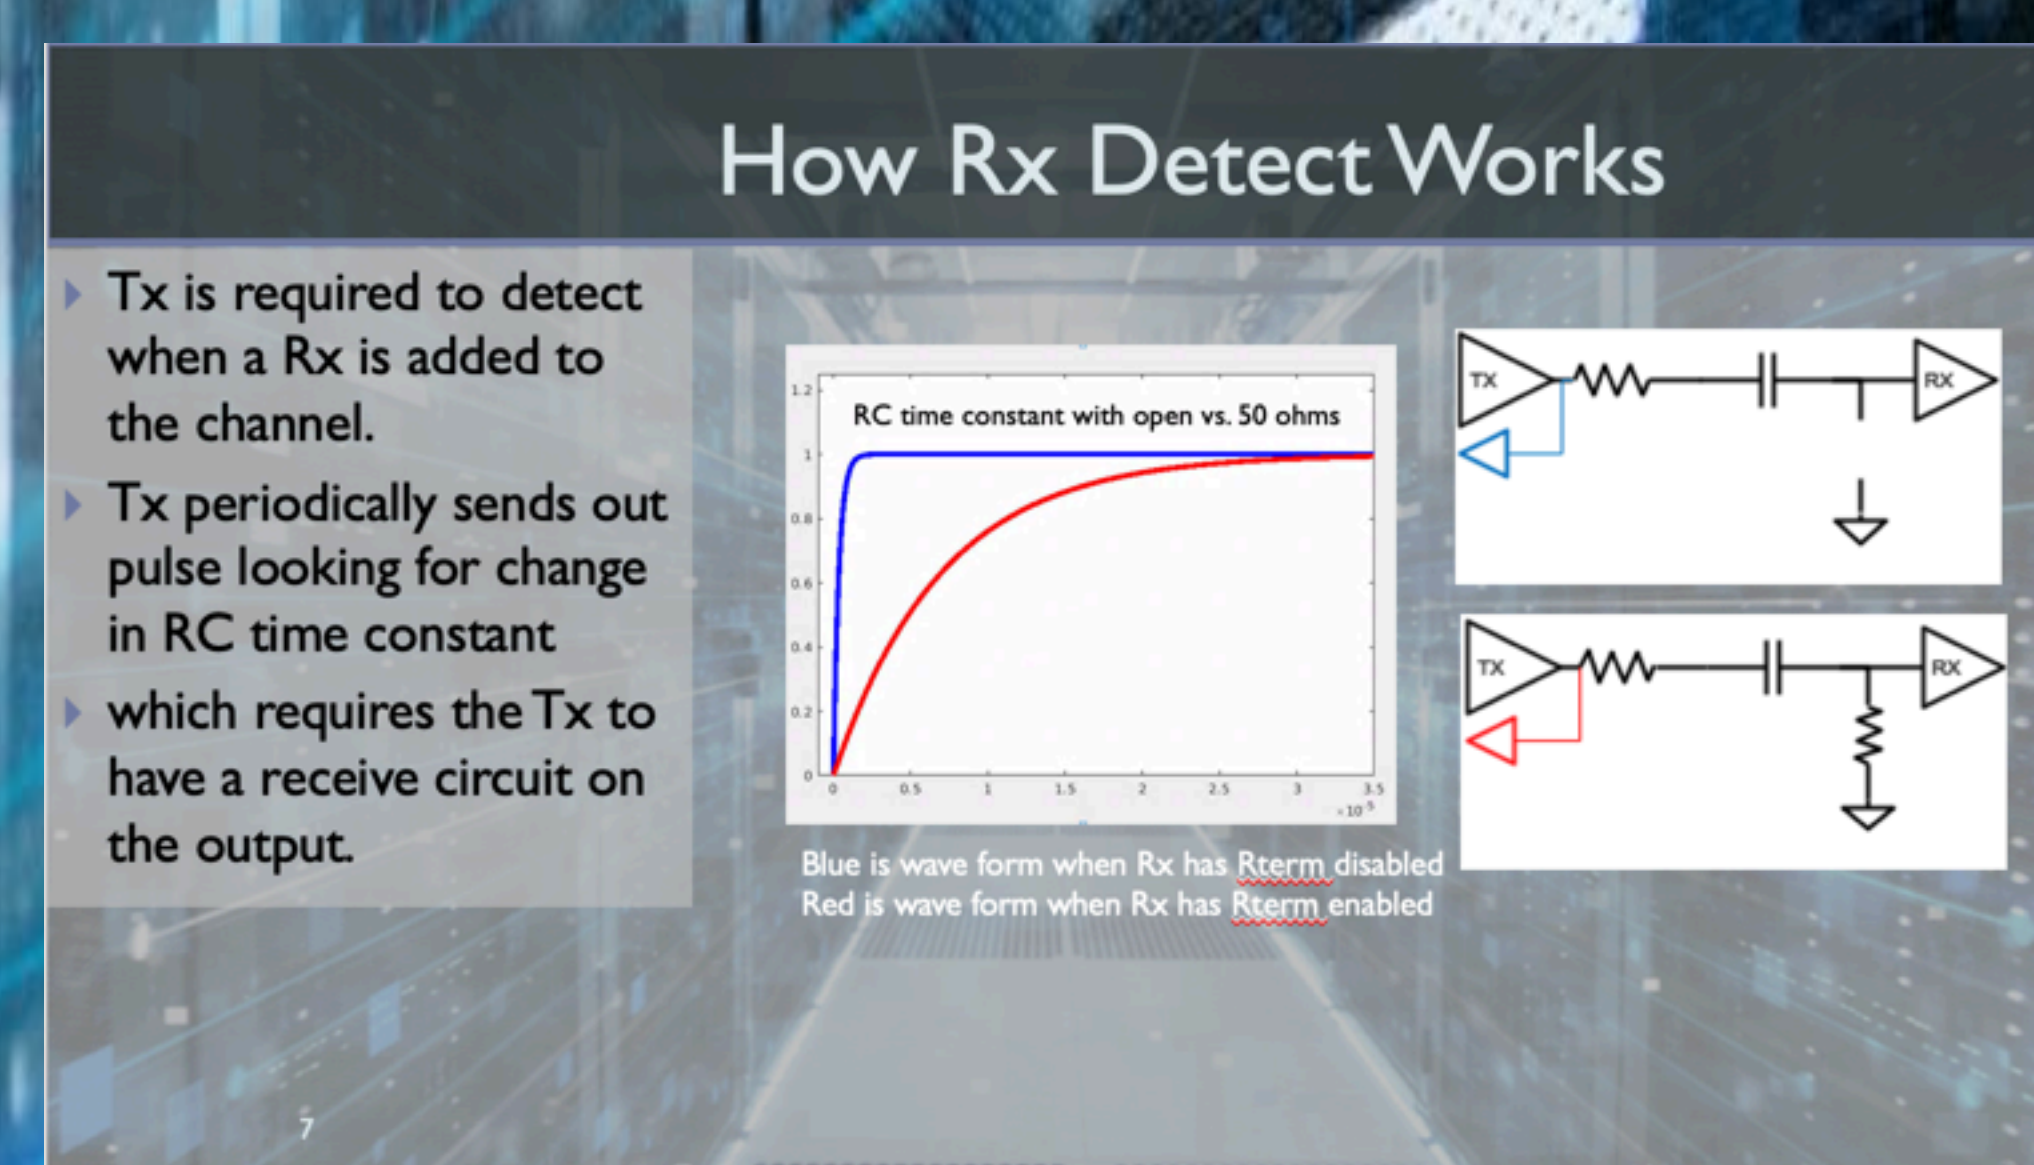 How Rx Detect Works
Tx is required to detect
when a Rx is added to
the channel.
Tx periodically sends out
pulse looking for change
in RC time constant
which requires the Tx to
have a receive circuit on
the output.
RC time constant with open vs. 50 ohms
1.2
1
0.8
0.6
0.4
0.2
0
0 0.5 1 1.5 2 2.5 3 3.5
×10⁻⁵
Blue is wave form when Rx has Rterm disabled
Red is wave form when Rx has Rterm enabled
TX RX
TX RX
7